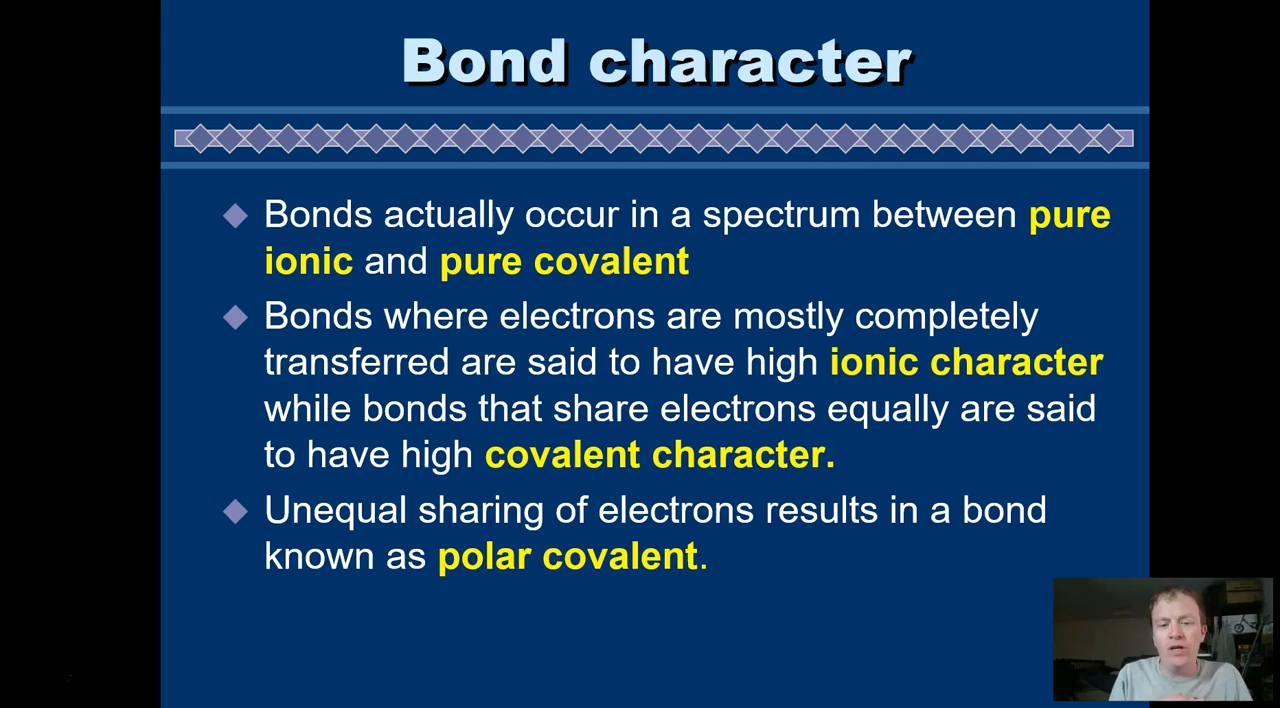 Bond character
Bonds actually occur in a spectrum between pure
ionic and pure covalent
Bonds where electrons are mostly completely
transferred are said to have high ionic character
while bonds that share electrons equally are said
to have high covalent character.
Unequal sharing of electrons results in a bond
known as polar covalent.